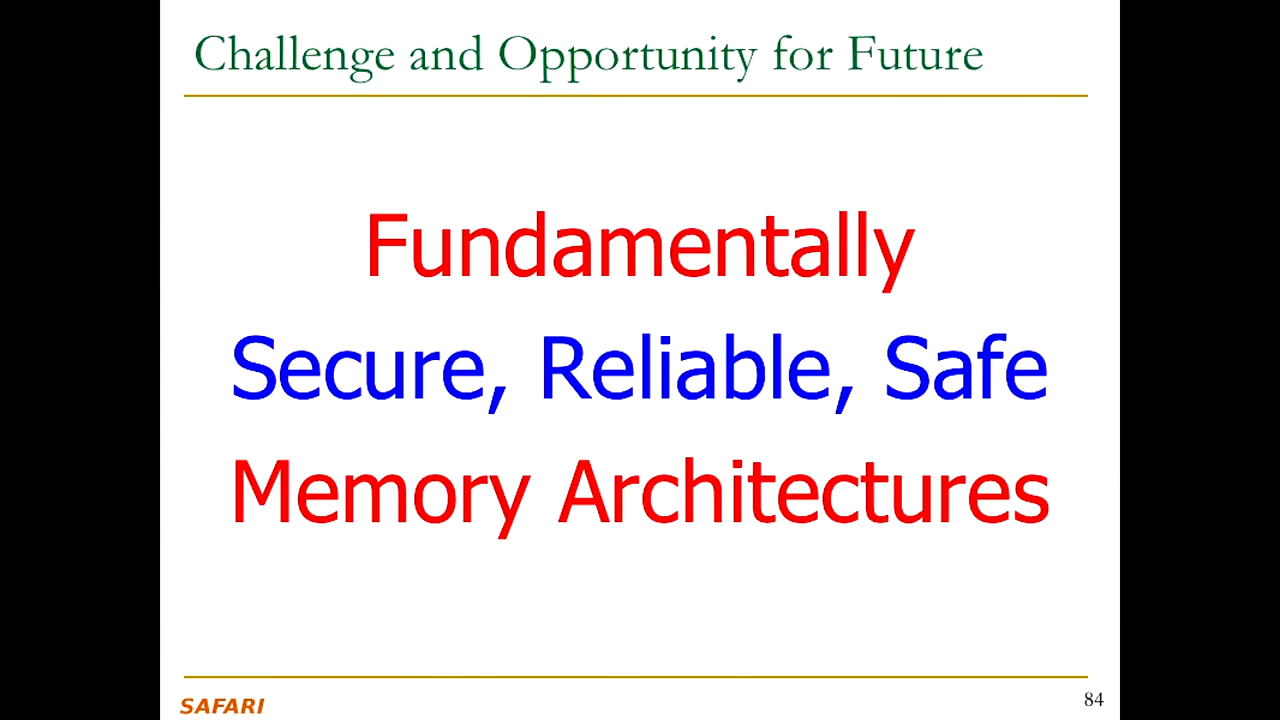 Challenge and Opportunity for Future
Fundamentally
Secure, Reliable, Safe
Memory Architectures
SAFARI
84